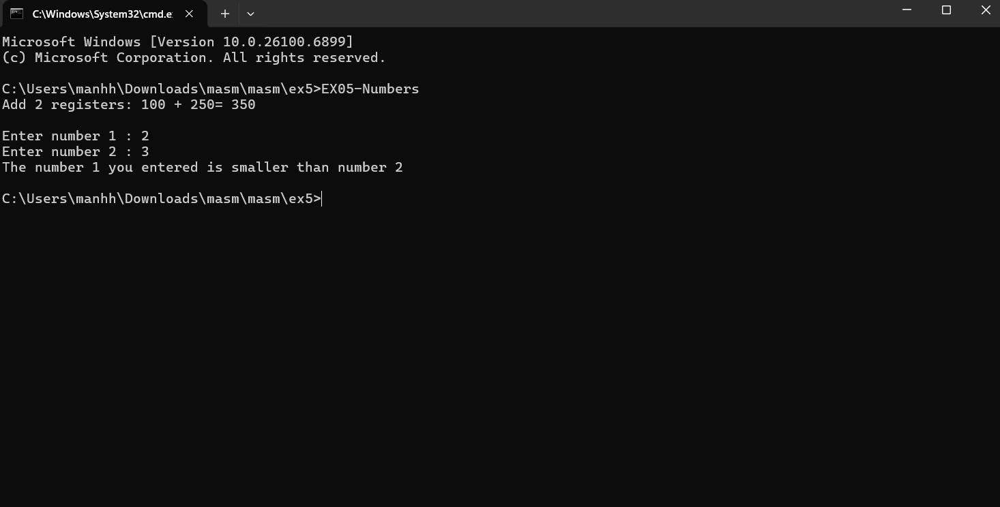 C:\Windows\System32\cmd.e
Microsoft Windows [Version 10.0.26100.6899]
(c) Microsoft Corporation. All rights reserved.
C:\Users\manhh\Downloads\masm\masm\ex5>EX05-Numbers
Add 2 registers: 100 + 250= 350
Enter number 1 : 2
Enter number 2 : 3
The number 1 you entered is smaller than number 2
C:\Users\manhh\Downloads\masm\masm\ex5>